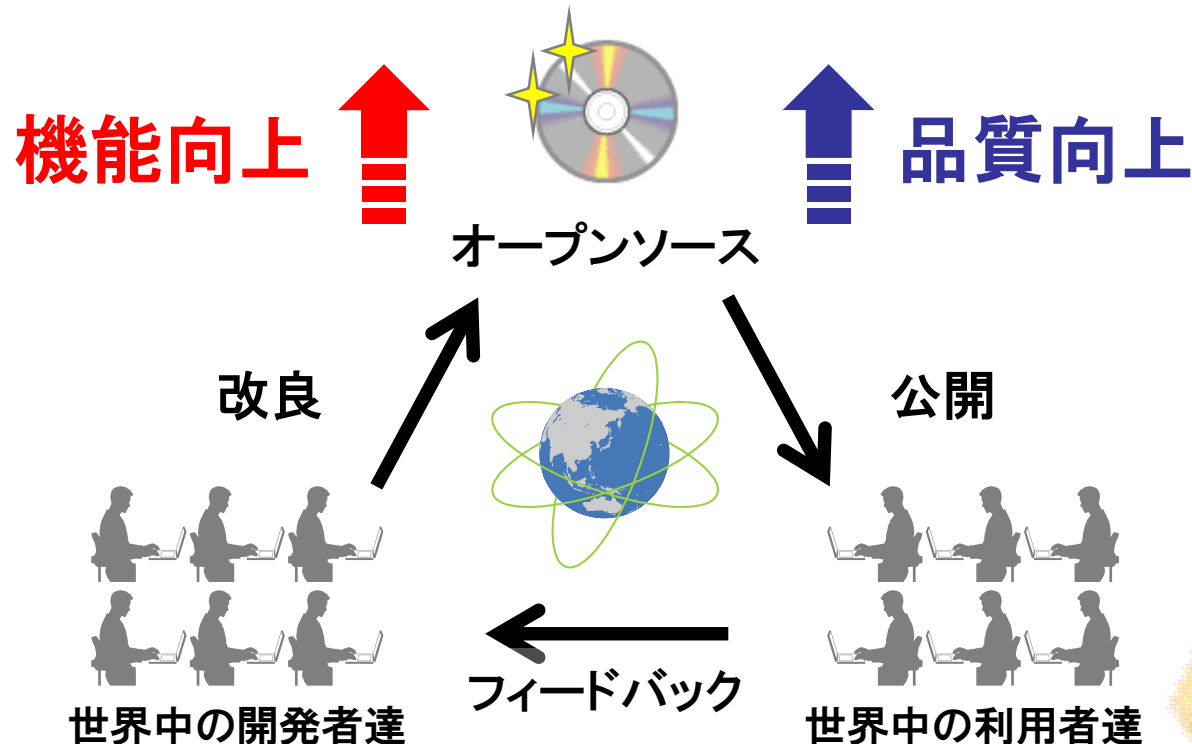 機能向上
品質向上
オープンソース
改良
公開
フィードバック
世界中の開発者達
世界中の利用者達